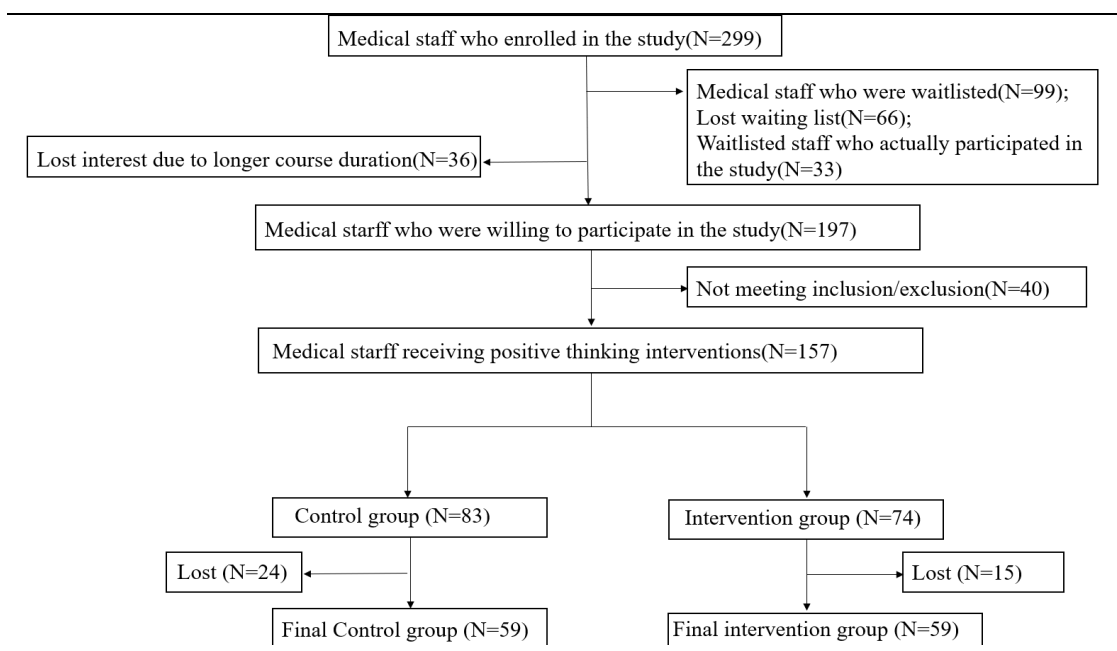 Medical staff who enrolled in the study(N=299)
Medical staff who were waitlisted(N=99);
Lost waiting list(N=66);
Waitlisted staff who actually participated in
the study(N=33)
Lost interest due to longer course duration(N=36)
Medical starff who were willing to participate in the study(N=197)
Not meeting inclusion/exclusion(N=40)
Medical starff receiving positive thinking interventions(N=157)
Control group (N=83)
Intervention group (N=74)
Lost (N=24)
Lost (N=15)
Final Control group (N=59)
Final intervention group (N=59)